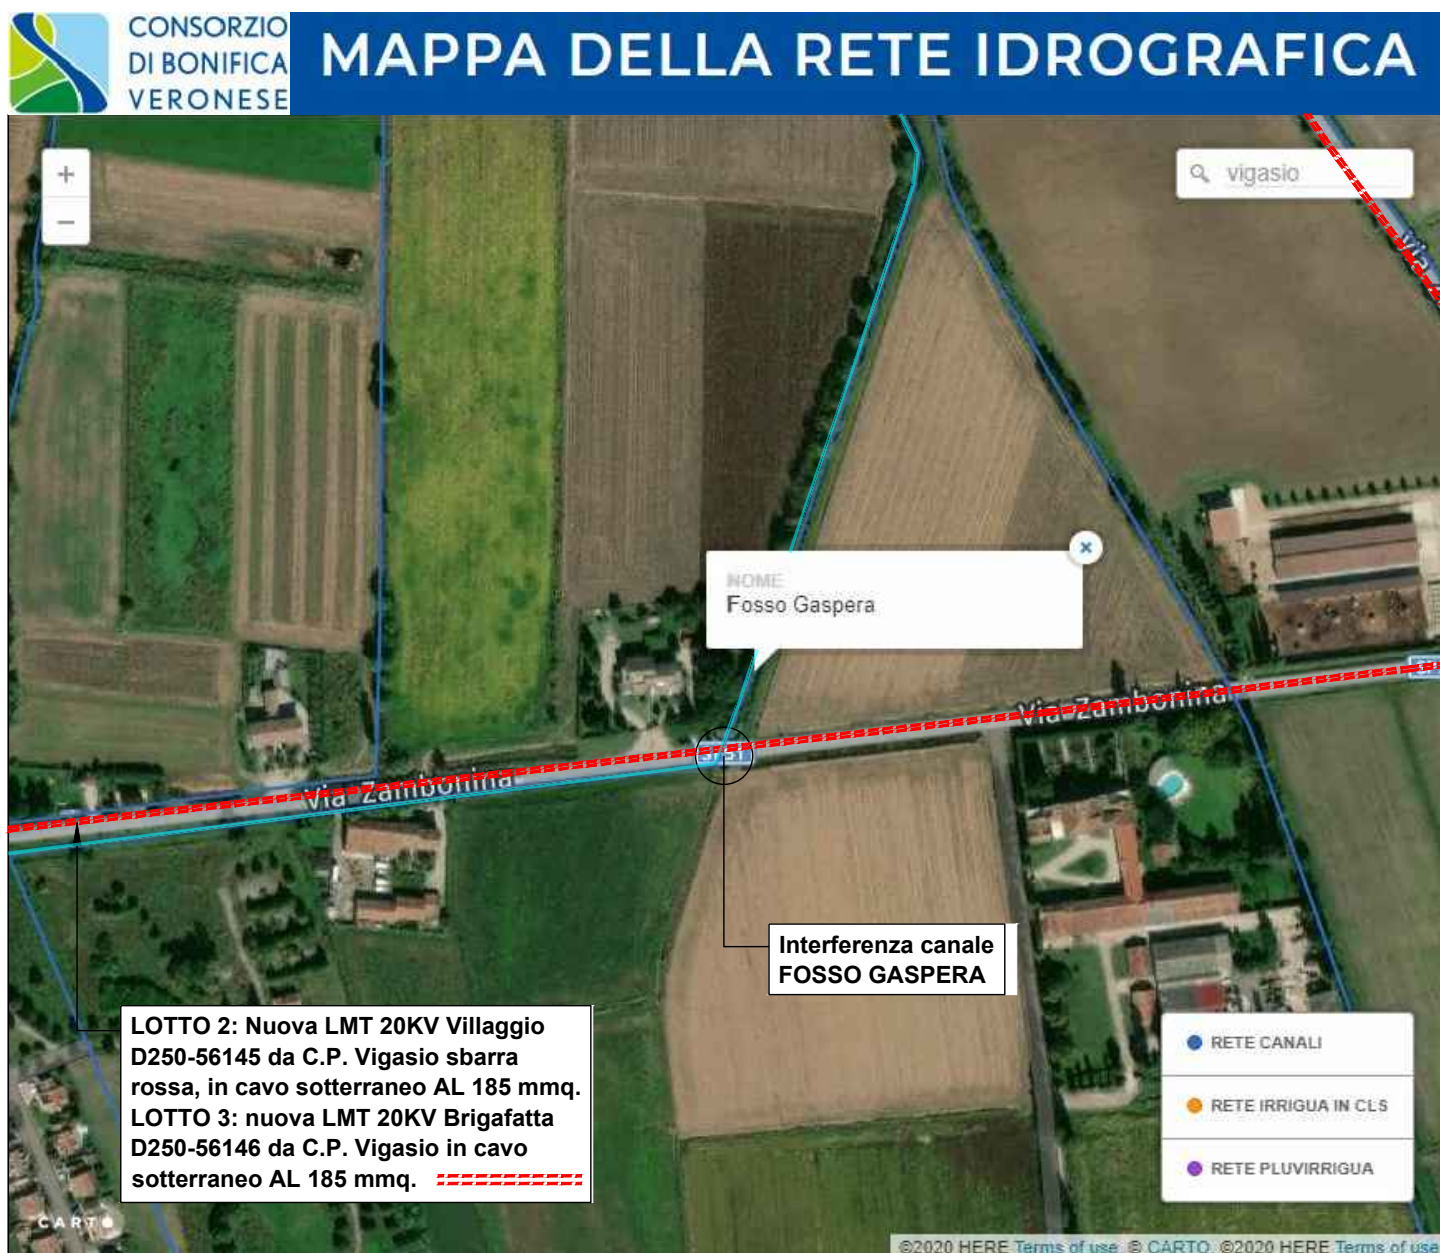 CONSORZIO
DI BONIFICA
VERONESE
MAPPA DELLA RETE IDROGRAFICA
+
vigasio
−
Via
NOME
Fosso Gaspera
Via Zambonina
Via Zambonina
Interferenza canale
FOSSO GASPERA
LOTTO 2: Nuova LMT 20KV Villaggio
D250-56145 da C.P. Vigasio sbarra
rossa, in cavo sotterraneo AL 185 mmq.
LOTTO 3: nuova LMT 20KV Brigafatta
D250-56146 da C.P. Vigasio in cavo
sotterraneo AL 185 mmq.
RETE CANALI
RETE IRRIGUA IN CLS
RETE PLUVIRRIGUA
CARTO
©2020 HERE Terms of use © CARTO ©2020 HERE Terms of use